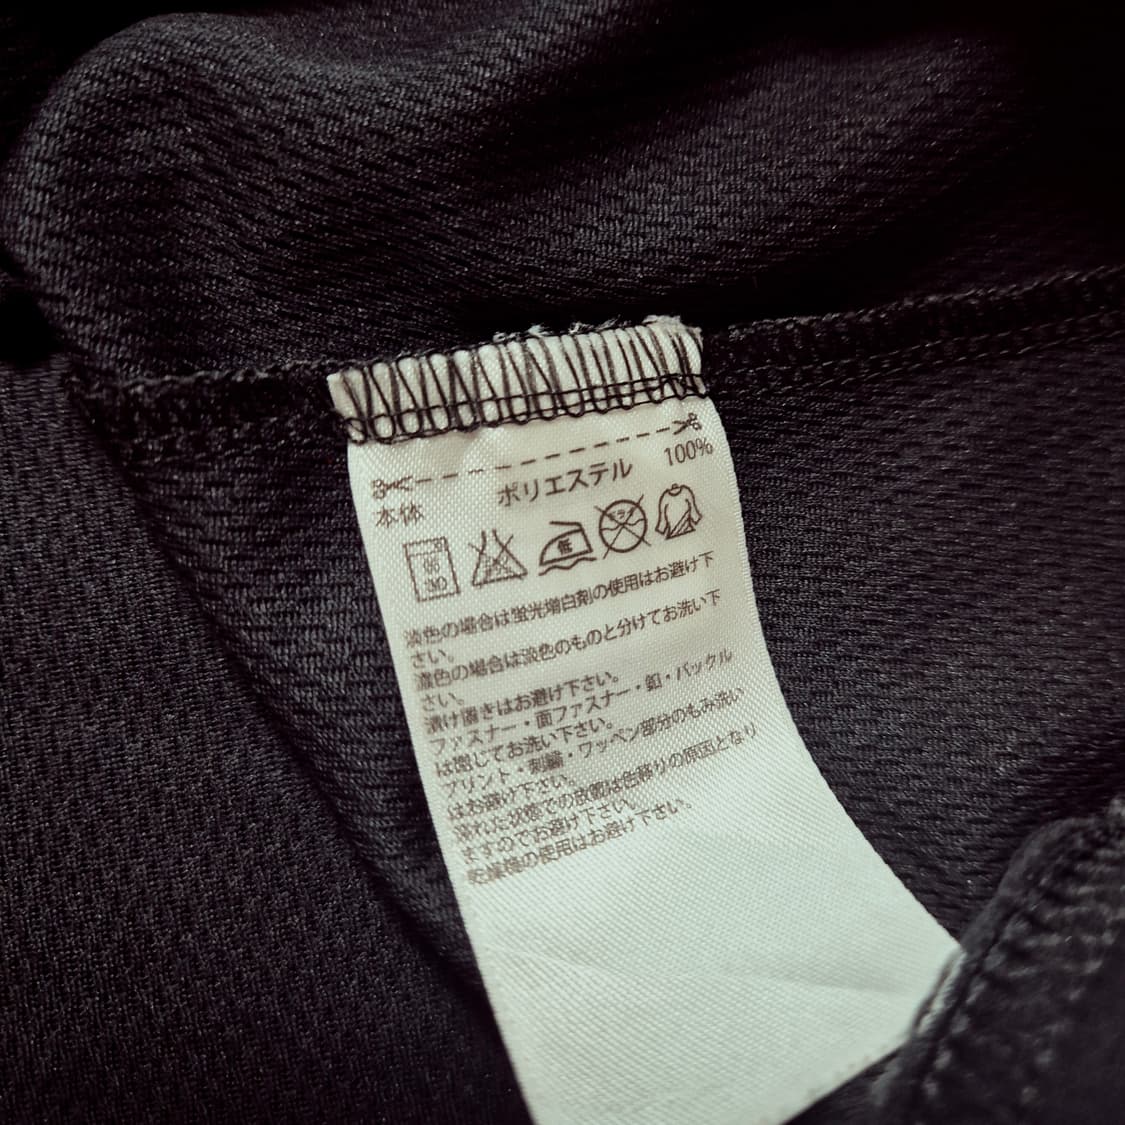 本体 ポリエステル 100%
低
ドライ
淡色の場合は蛍光増白剤の使用はお避け下
さい。
濃色の場合は淡色のものと分けてお洗い下
さい。
漬け置きはお避け下さい。
ファスナー・面ファスナー・釦・バックル
は閉じてお洗い下さい。
プリント・刺繍・ワッペン部分のもみ洗い
はお避け下さい。
濡れた状態での放置は色移りの原因となり
ますのでお避け下さい。
乾燥機の使用はお避け下さい。